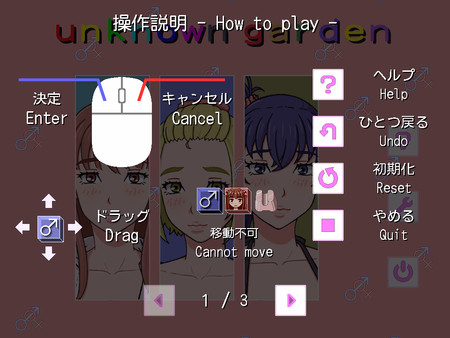 unknown garden
操作説明 - How to play -
決定
Enter
キャンセル
Cancel
ヘルプ
Help
ひとつ戻る
Undo
初期化
Reset
ドラッグ
Drag
移動不可
Cannot move
やめる
Quit
1 / 3